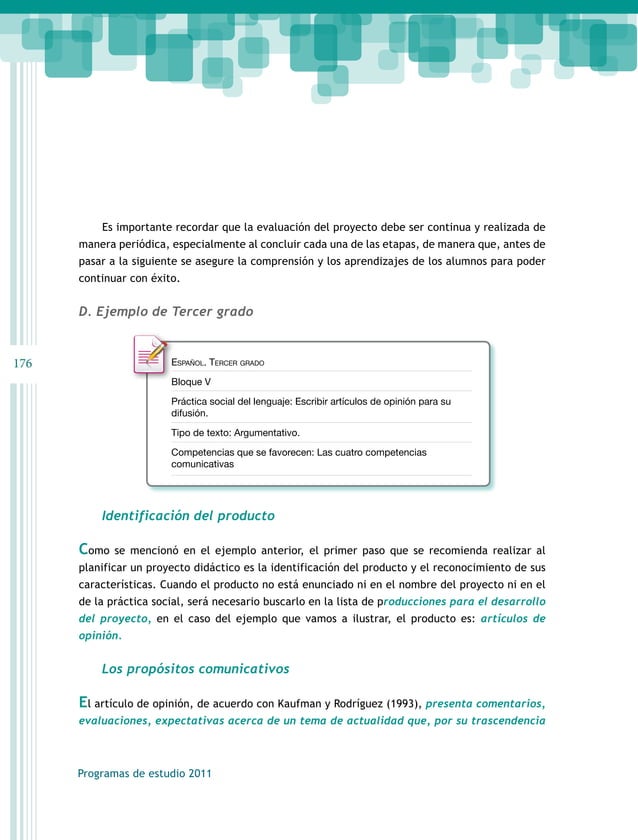 Es importante recordar que la evaluación del proyecto debe ser continua y realizada de
manera periódica, especialmente al concluir cada una de las etapas, de manera que, antes de
pasar a la siguiente se asegure la comprensión y los aprendizajes de los alumnos para poder
continuar con éxito.
D. Ejemplo de Tercer grado
176
Español. Tercer grado
Bloque V
Práctica social del lenguaje: Escribir artículos de opinión para su
difusión.
Tipo de texto: Argumentativo.
Competencias que se favorecen: Las cuatro competencias
comunicativas
Identificación del producto
Como se mencionó en el ejemplo anterior, el primer paso que se recomienda realizar al
planificar un proyecto didáctico es la identificación del producto y el reconocimiento de sus
características. Cuando el producto no está enunciado ni en el nombre del proyecto ni en el
de la práctica social, será necesario buscarlo en la lista de producciones para el desarrollo
del proyecto, en el caso del ejemplo que vamos a ilustrar, el producto es: artículos de
opinión.
Los propósitos comunicativos
El artículo de opinión, de acuerdo con Kaufman y Rodríguez (1993), presenta comentarios,
evaluaciones, expectativas acerca de un tema de actualidad que, por su trascendencia
Programas de estudio 2011